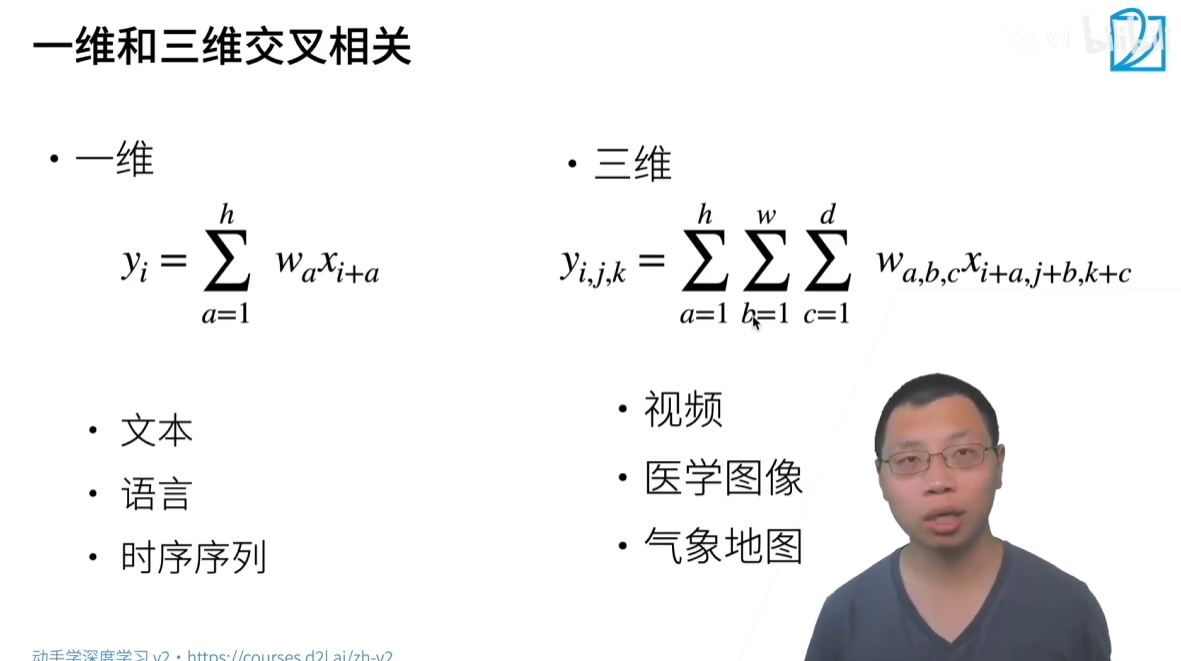 一维和三维交叉相关
bilibili
• 一维
• 三维
y_i = \sum_{a=1}^{h} w_a x_{i+a}
y_{i,j,k} = \sum_{a=1}^{h} \sum_{b=1}^{w} \sum_{c=1}^{d} w_{a,b,c} x_{i+a,j+b,k+c}
• 文本
• 语言
• 时序序列
• 视频
• 医学图像
• 气象地图
动手学深度学习 v2 • https://courses.d2l.ai/zh-v2